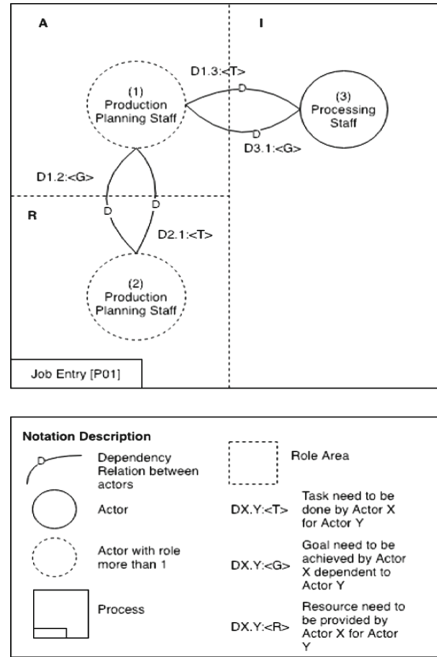 A
I
(1)
Production
Planning Staff
D1.3:<T>
D
(3)
Processing
Staff
D
D3.1:<G>
D1.2:<G>
D
D
R
D2.1:<T>
(2)
Production
Planning Staff
Job Entry [P01]
Notation Description
D
Dependency
Relation between
actors
Role Area
Actor
DX.Y:<T>
Task need to be
done by Actor X
for Actor Y
Actor with role
more than 1
DX.Y:<G>
Goal need to be
achieved by Actor
X dependent to
Actor Y
Process
DX.Y:<R>
Resource need to
be provided by
Actor X for Actor
Y